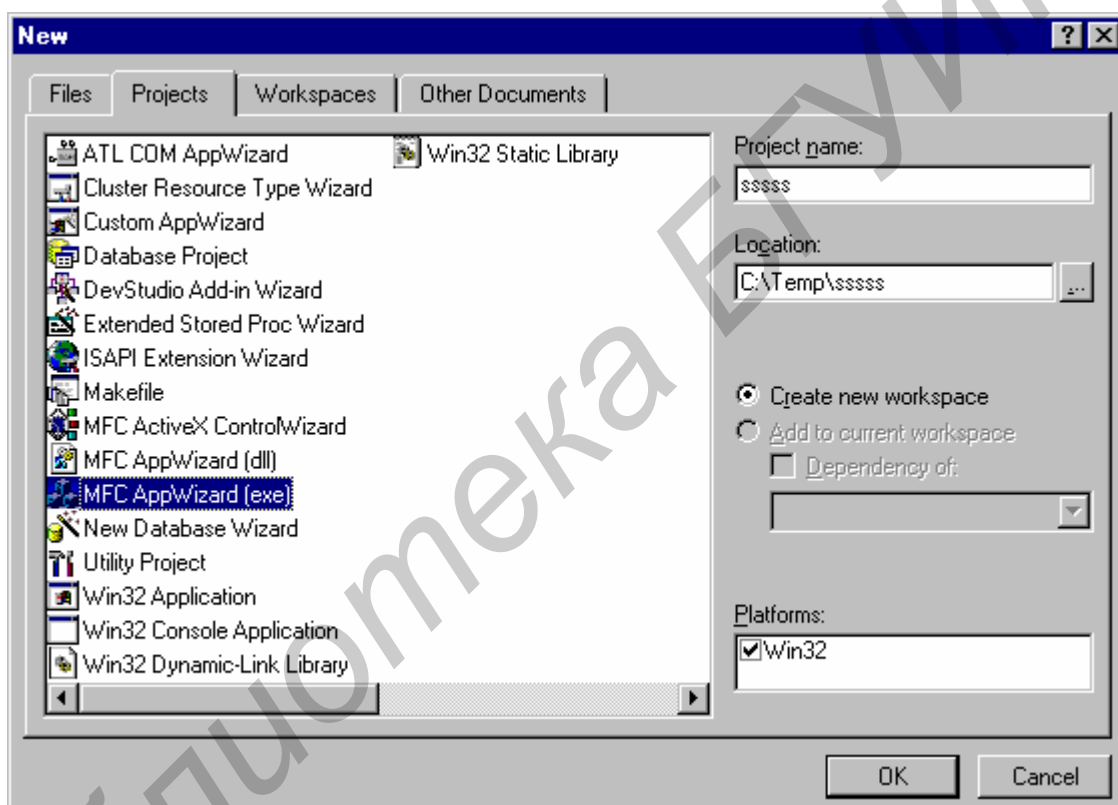 New
Files
Projects
Workspaces
Other Documents
ATL COM AppWizard
Cluster Resource Type Wizard
Custom AppWizard
Database Project
DevStudio Add-in Wizard
Extended Stored Proc Wizard
ISAPI Extension Wizard
Makefile
MFC ActiveX ControlWizard
MFC AppWizard (dll)
MFC AppWizard (exe)
New Database Wizard
Utility Project
Win32 Application
Win32 Console Application
Win32 Dynamic-Link Library
Win32 Static Library
Project name:
sssss
Location:
C:\Temp\sssss
...
Create new workspace
Add to current workspace
Dependency of:
Platforms:
Win32
OK
Cancel